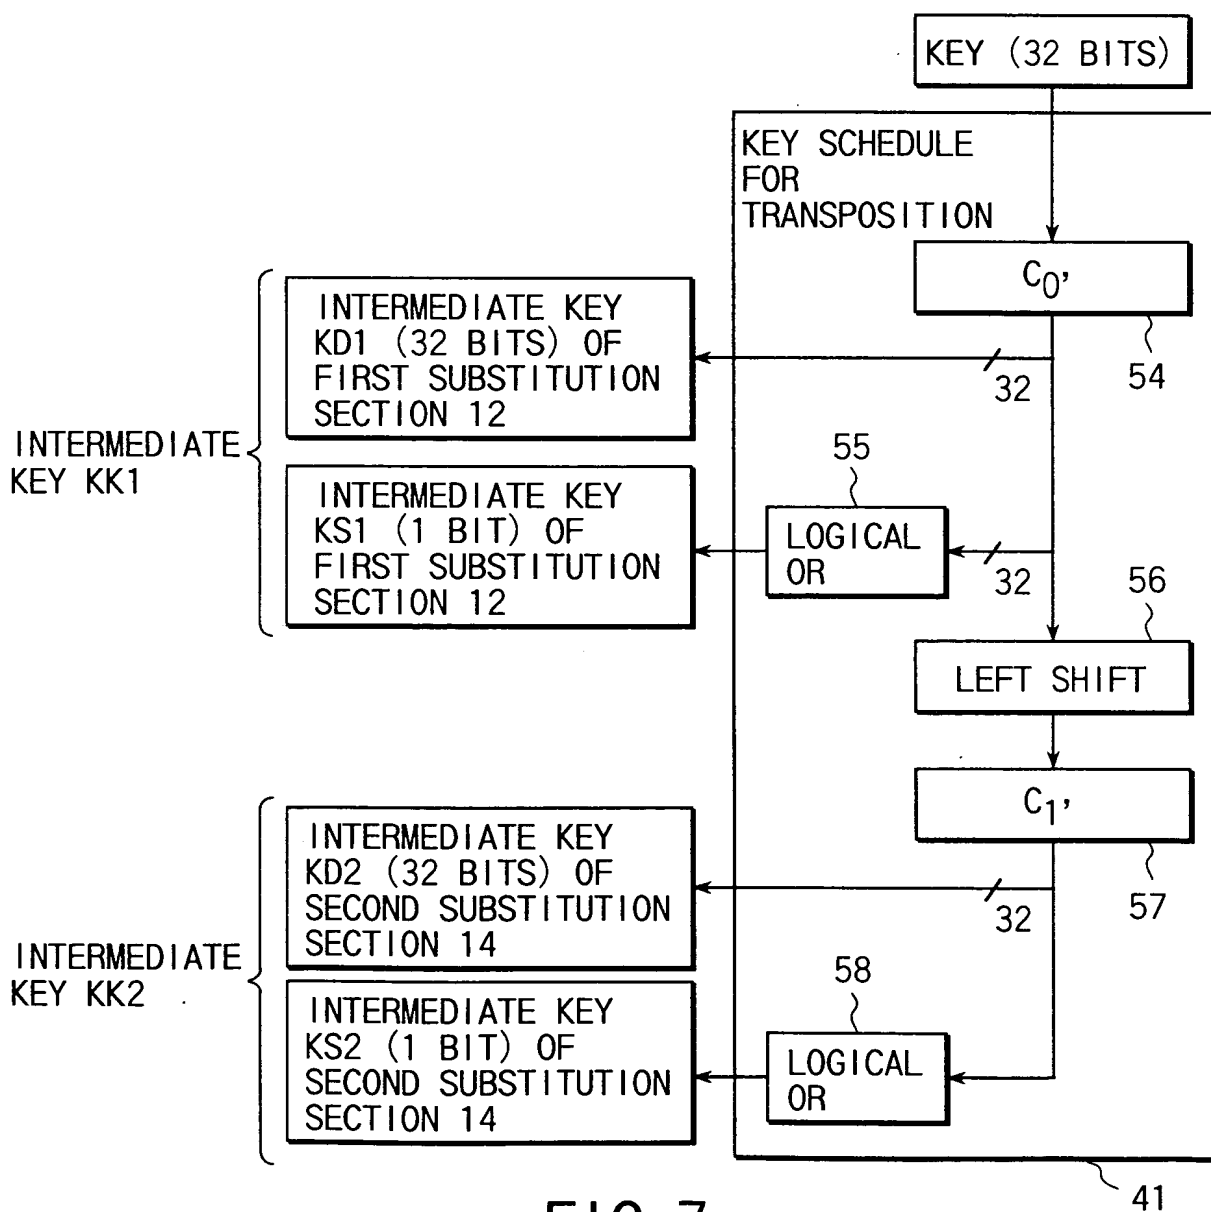 KEY (32 BITS)
KEY SCHEDULE
FOR
TRANSPOSITION
C0'
54
INTERMEDIATE KEY
KD1 (32 BITS) OF
FIRST SUBSTITUTION
SECTION 12
32
INTERMEDIATE
KEY KK1
55
INTERMEDIATE KEY
KS1 (1 BIT) OF
FIRST SUBSTITUTION
SECTION 12
LOGICAL
OR
32
56
LEFT SHIFT
C1'
57
INTERMEDIATE KEY
KD2 (32 BITS) OF
SECOND SUBSTITUTION
SECTION 14
32
INTERMEDIATE
KEY KK2
58
INTERMEDIATE KEY
KS2 (1 BIT) OF
SECOND SUBSTITUTION
SECTION 14
LOGICAL
OR
41
FIG. 7